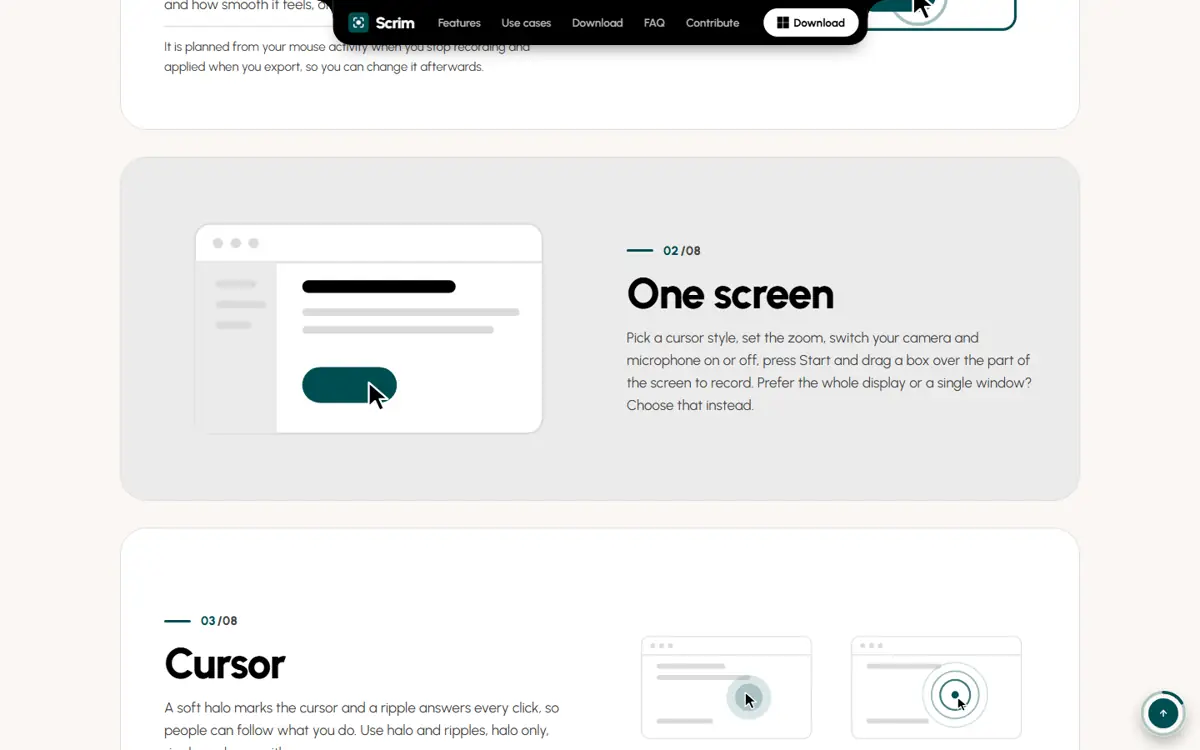 and how smooth it feels, o
Scrim
Features
Use cases
Download
FAQ
Contribute
Download
It is planned from your mouse activity when you stop recording and
applied when you export, so you can change it afterwards.
02 /08
One screen
Pick a cursor style, set the zoom, switch your camera and
microphone on or off, press Start and drag a box over the part of
the screen to record. Prefer the whole display or a single window?
Choose that instead.
03 /08
Cursor
A soft halo marks the cursor and a ripple answers every click, so
people can follow what you do. Use halo and ripples, halo only,